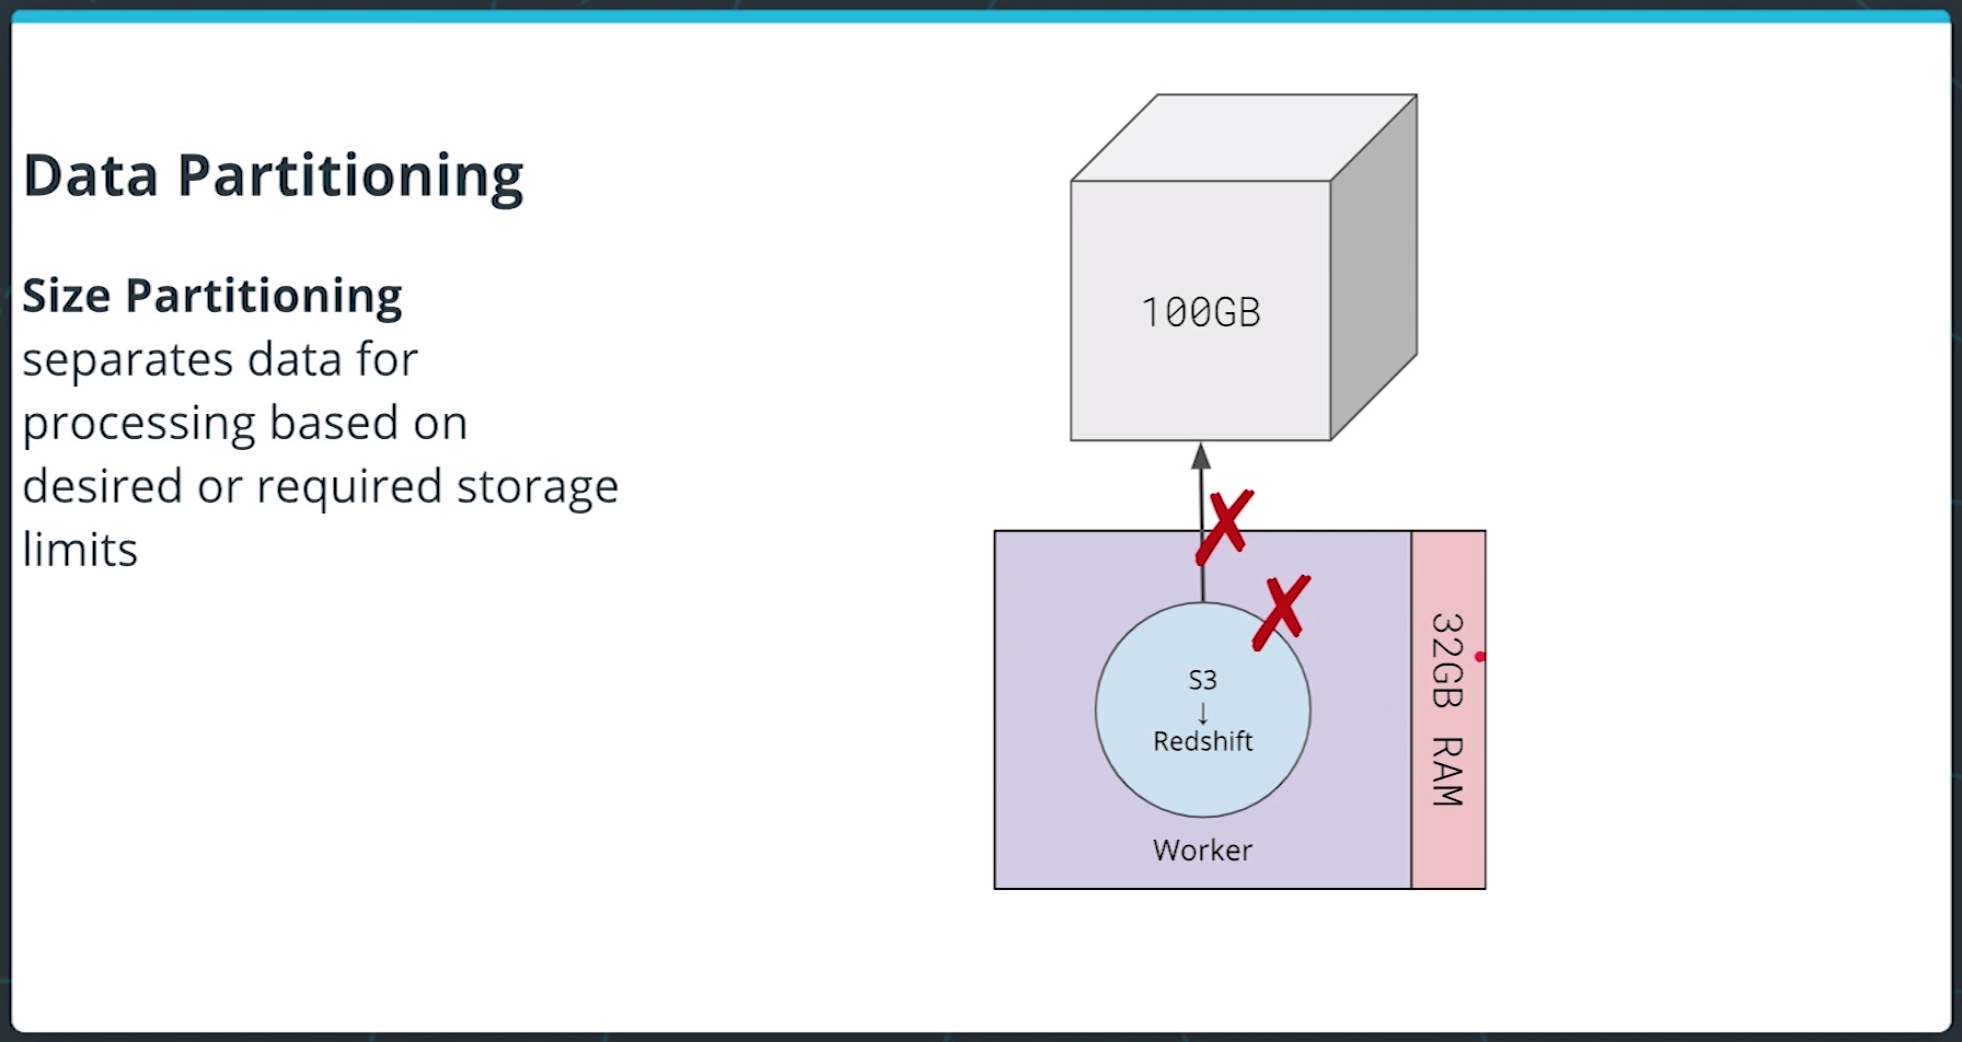 Data Partitioning
Size Partitioning
separates data for
processing based on
desired or required storage
limits
100GB
S3
↓
Redshift
Worker
32GB RAM